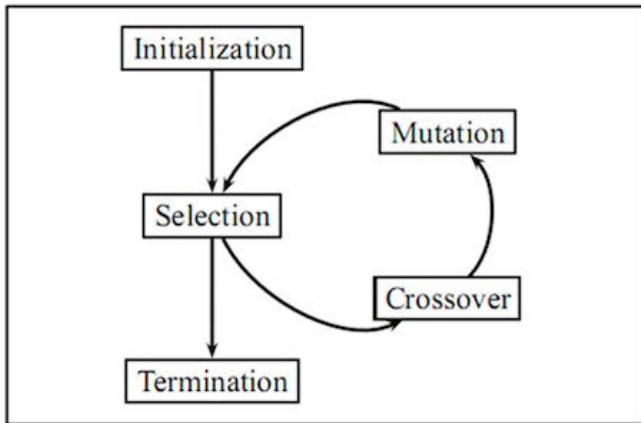 Initialization
Mutation
Selection
Crossover
Termination